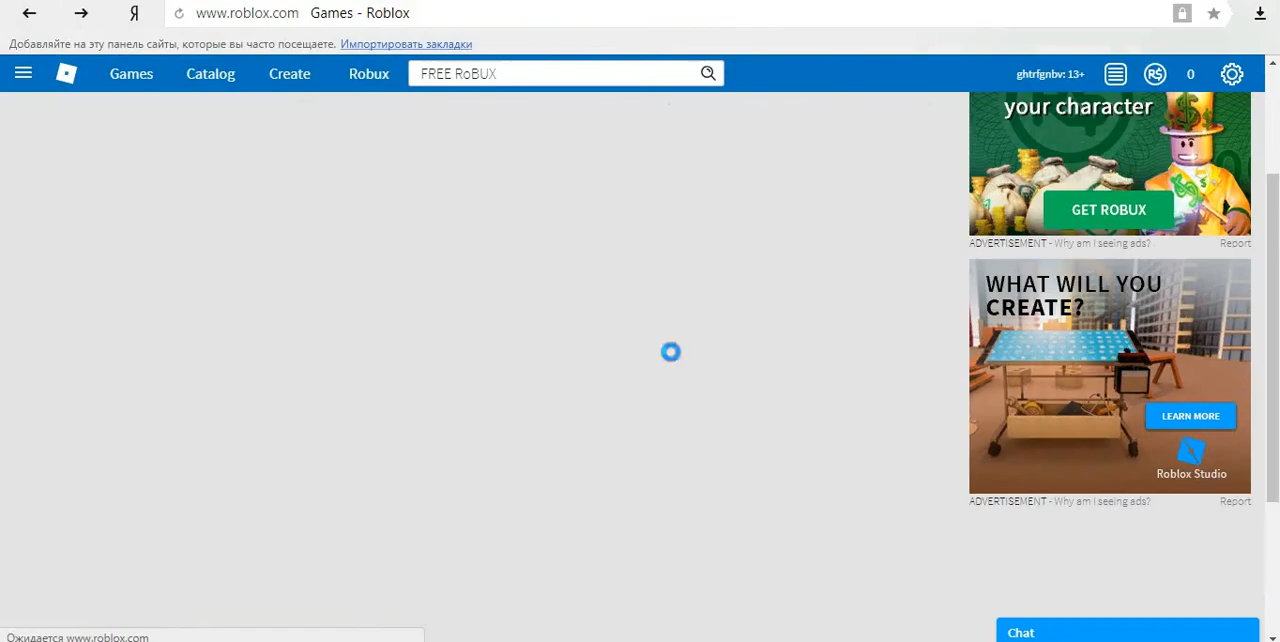 Я www.roblox.com Games - Roblox
Добавляйте на эту панель сайты, которые вы часто посещаете. Импортировать закладки
Games Catalog Create Robux FREE RoBUX ghtrfgnbv: 13+ R$ 0
your character
GET ROBUX
ADVERTISEMENT - Why am I seeing ads? Report
WHAT WILL YOU
CREATE?
LEARN MORE
Roblox Studio
ADVERTISEMENT - Why am I seeing ads? Report
Chat
Ожидается www.roblox.com